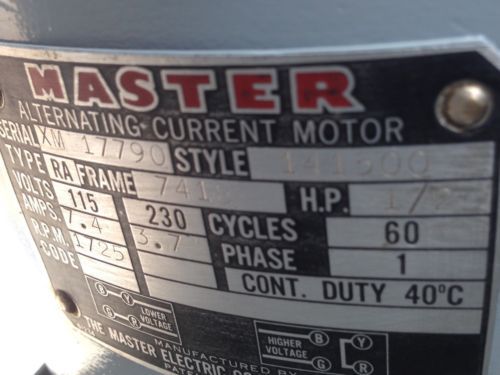 MASTER
ALTERNATING-CURRENT MOTOR
SERIAL XM 17790 STYLE 141500
TYPE RA FRAME 741 H.P.
VOLTS 115 230 CYCLES 60
AMPS. 7.4 3.7 PHASE 1
R.P.M. 1725
CODE CONT. DUTY 40°C
B Y LOWER VOLTAGE
G R
HIGHER VOLTAGE B Y
G R
MANUFACTURED BY
THE MASTER ELECTRIC